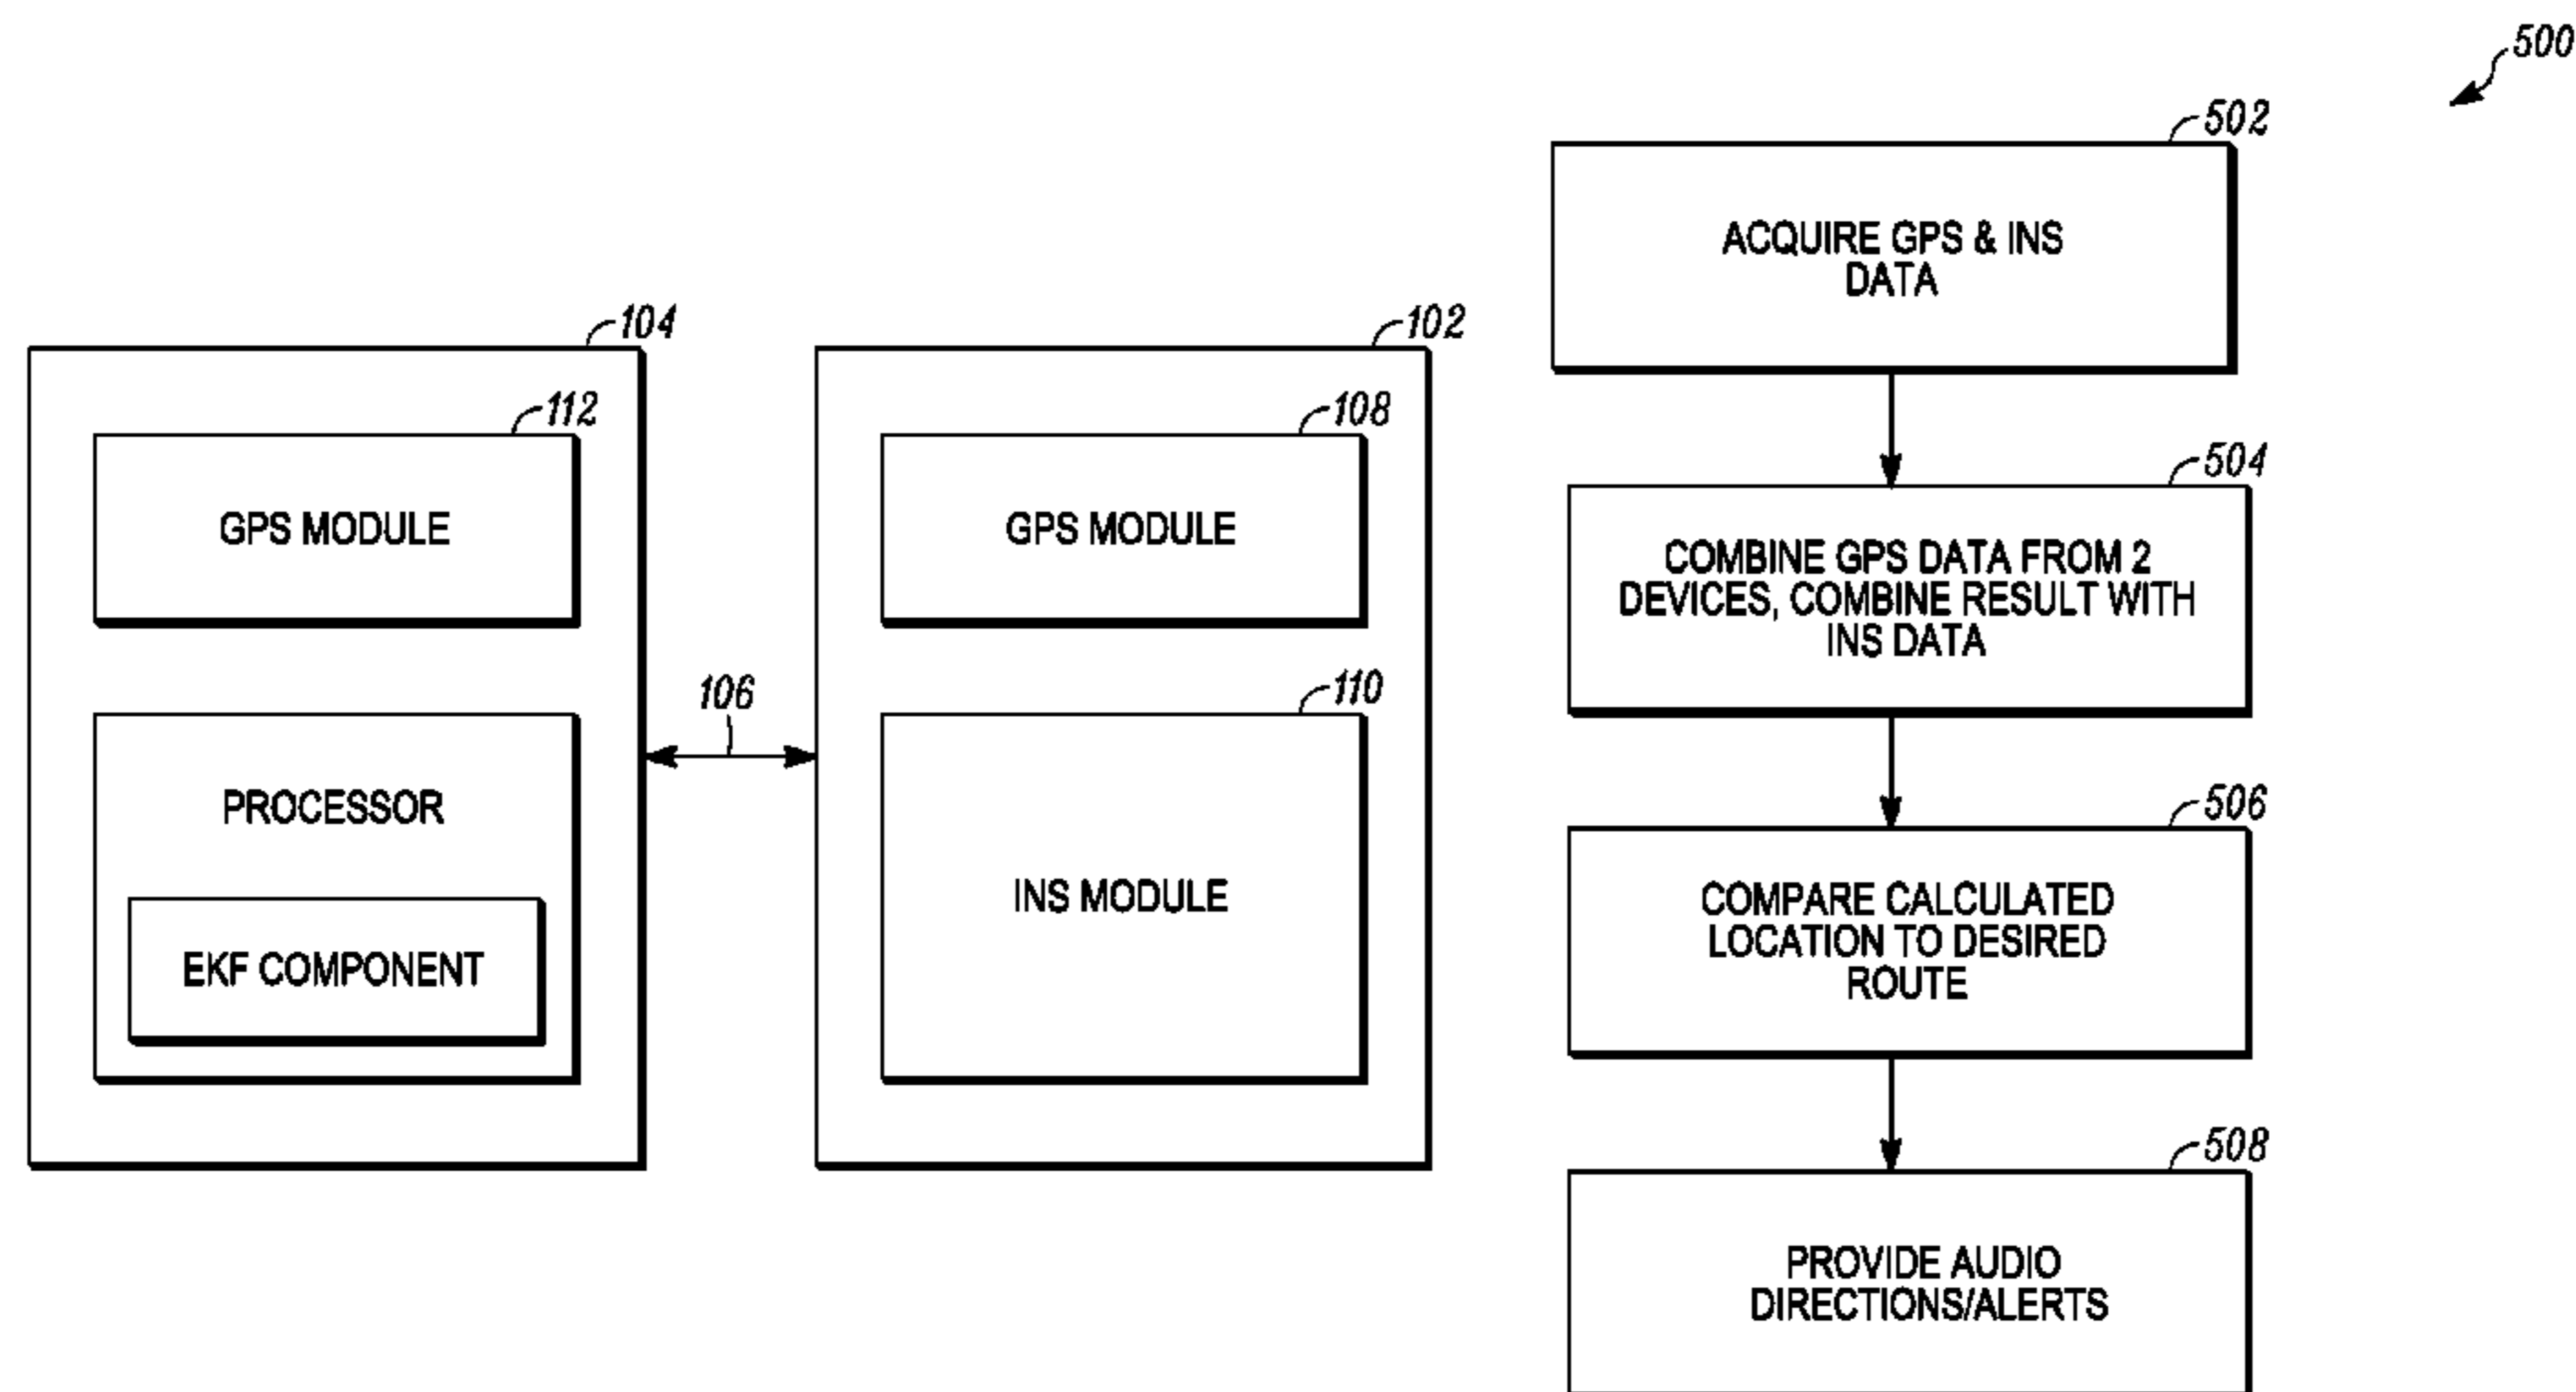 104
112
GPS MODULE
PROCESSOR
EKF COMPONENT
106
102
108
GPS MODULE
110
INS MODULE
500
502
ACQUIRE GPS & INS
DATA
504
COMBINE GPS DATA FROM 2
DEVICES, COMBINE RESULT WITH
INS DATA
506
COMPARE CALCULATED
LOCATION TO DESIRED
ROUTE
508
PROVIDE AUDIO
DIRECTIONS/ALERTS